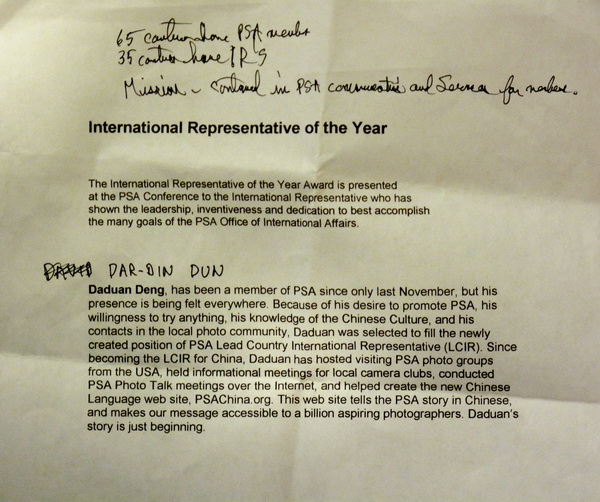 65 countries have PSA members
35 countries have IRS
Mission - in PSA and Services for members.
International Representative of the Year
The International Representative of the Year Award is presented
at the PSA Conference to the International Representative who has
shown the leadership, inventiveness and dedication to best accomplish
the many goals of the PSA Office of International Affairs.
DAR-DIN DUN
Daduan Deng, has been a member of PSA since only last November, but his
presence is being felt everywhere. Because of his desire to promote PSA, his
willingness to try anything, his knowledge of the Chinese Culture, and his
contacts in the local photo community, Daduan was selected to fill the newly
created position of PSA Lead Country International Representative (LCIR). Since
becoming the LCIR for China, Daduan has hosted visiting PSA photo groups
from the USA, held informational meetings for local camera clubs, conducted
PSA Photo Talk meetings over the Internet, and helped create the new Chinese
Language web site, PSAChina.org. This web site tells the PSA story in Chinese,
and makes our message accessible to a billion aspiring photographers. Daduan's
story is just beginning.